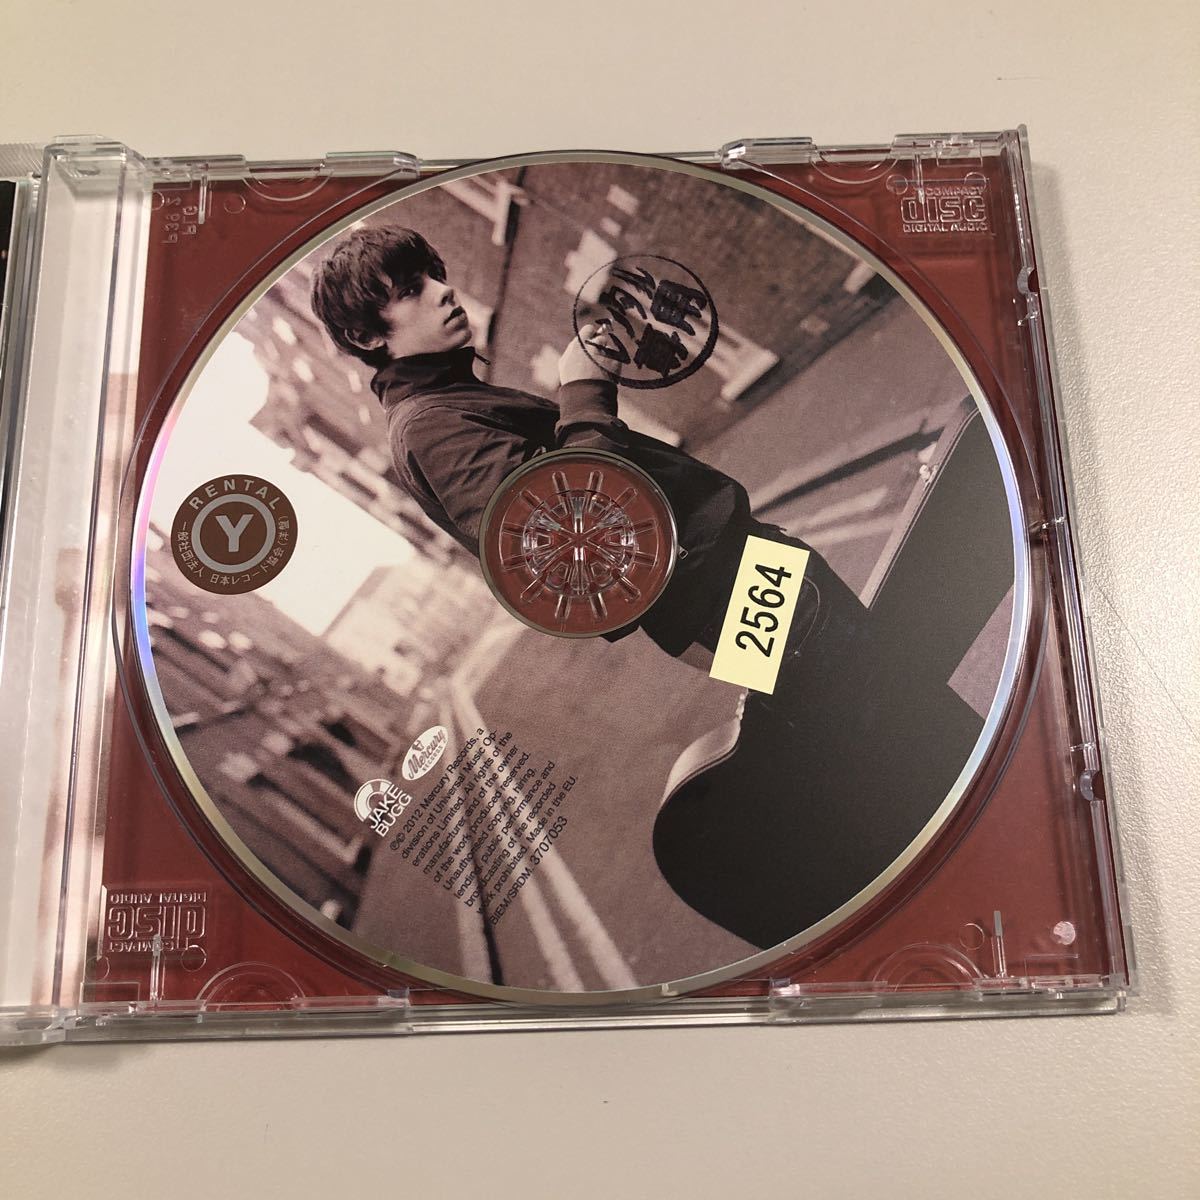 COMPACT
DISC
DIGITAL AUDIO
レンタル
専用
RENTAL
Y
一般社団法人 日本レコード協会(洋盤)
2564
Mercury
RECORDS
JAKE
BUGG
℗© 2012 Mercury Records, a
division of Universal Music Op-
erations Limited. All rights of the
manufacturer and of the owner
of the work produced reserved.
Unauthorised copying, hiring,
lending, public performance and
broadcasting of the recorded
work prohibited. Made in the EU.
BIEM/SRDM. 3707053
COMPACT
DISC
DIGITAL AUDIO